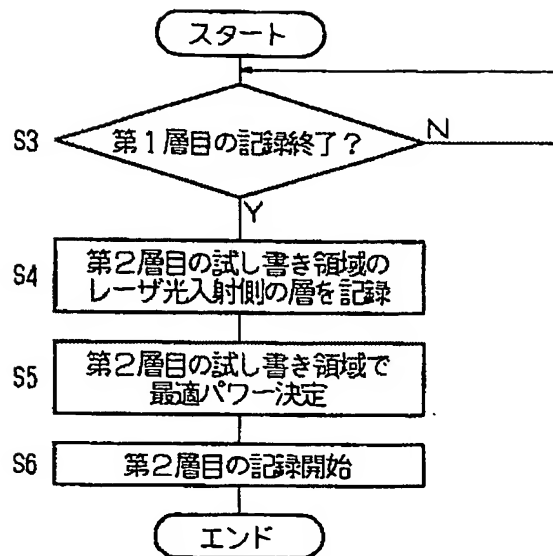 スタート
S3
第1層目の記録終了？
N
Y
S4
第2層目の試し書き領域の
レーザ光入射側の層を記録
S5
第2層目の試し書き領域で
最適パワー決定
S6
第2層目の記録開始
エンド